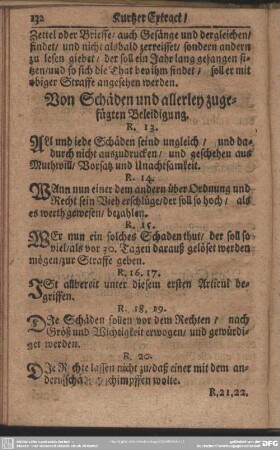 132 Kurtzer Extract/
Zettel oder Brieffe/ auch Gesänge und dergleichen/
findet/ und nicht alsbald zerreisset/ sondern andern
zu lesen giebet/ der soll ein Jahr lang gefangen si-
tzen/ und so sich die That bey ihm findet/ soll er mit
obiger Straffe angesehen werden.
Von Schäden und allerley zuge-
fügten Beleidigung.
R. 13.
ALl und jede Schäden seind ungleich/ und da-
durch nicht auszudrucken/ und geschehen aus
Muthwill/ Vorsatz und Unachtsamkeit.
R. 14.
WAnn nun einer dem andern über Ordnung und
Recht sein Vieh erschlüge/ der soll so hoch/ als
es werth gewesen/ bezahlen.
R. 15.
WEr nun ein solches Schaden thut/ der soll so
viel/ als vor 30. Tagen darauß gelöset werden
mögen/ zur Straffe geben.
R. 16. 17.
ISt allbereit unter diesem ersten Articul be-
griffen.
R. 18. 19.
DJe Schäden sollen vor dem Rechten/ nach
Größ und Wichtigkeit erwogen/ und gewürdi-
get werden.
R. 20.
DJe Rechte lassen nicht zu/ daß einer mit dem an-
dern schimpffen wolte.
R. 21. 22.